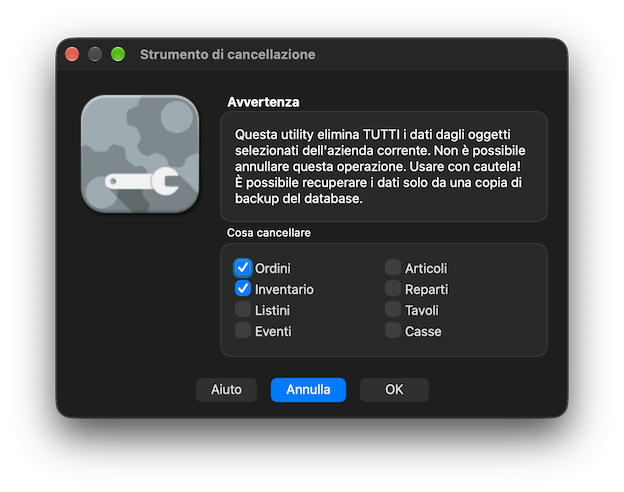 Strumento di cancellazione
Avvertenza
Questa utility elimina TUTTI i dati dagli oggetti
selezionati dell'azienda corrente. Non è possibile
annullare questa operazione. Usare con cautela!
È possibile recuperare i dati solo da una copia di
backup del database.
Cosa cancellare
Ordini
Articoli
Inventario
Reparti
Listini
Tavoli
Eventi
Casse
Aiuto
Annulla
OK